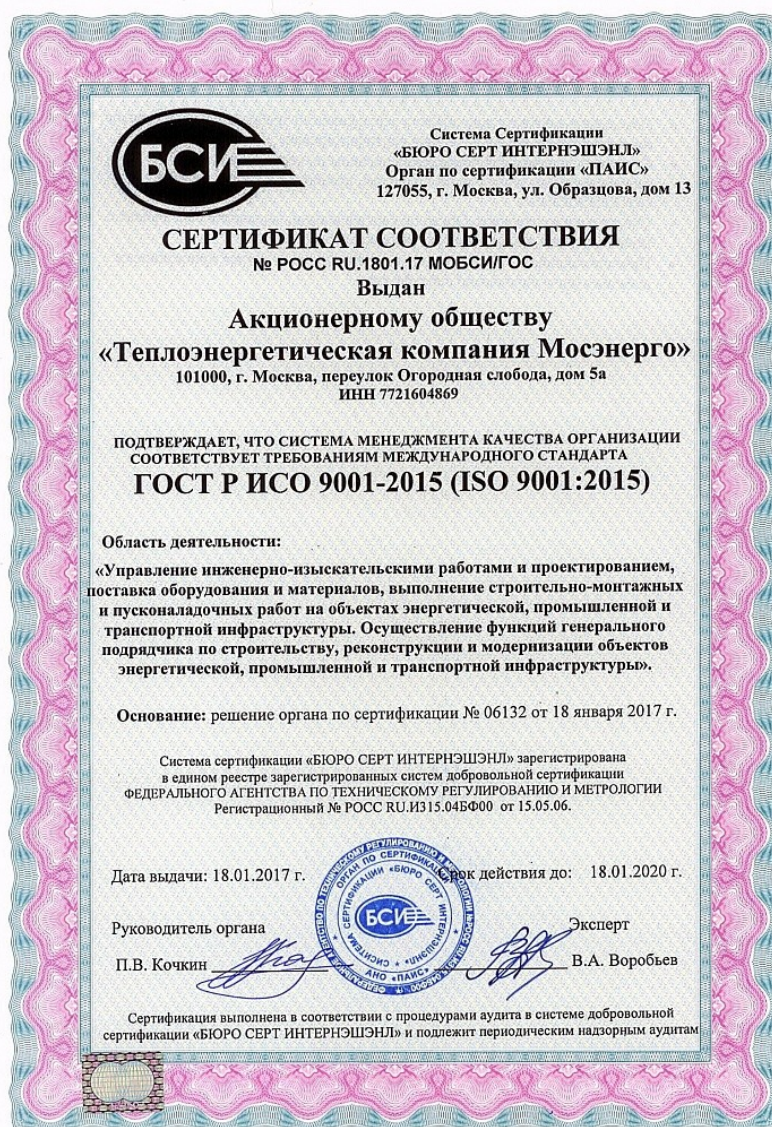 БСИ
Система Сертификации
«БЮРО СЕРТ ИНТЕРНЭШЭНЛ»
Орган по сертификации «ПАИС»
127055, г. Москва, ул. Образцова, дом 13
СЕРТИФИКАТ СООТВЕТСТВИЯ
№ РОСС RU.1801.17 МОБСИ/ГОС
Выдан
Акционерному обществу
«Теплоэнергетическая компания Мосэнерго»
101000, г. Москва, переулок Огородная слобода, дом 5а
ИНН 7721604869
ПОДТВЕРЖДАЕТ, ЧТО СИСТЕМА МЕНЕДЖМЕНТА КАЧЕСТВА ОРГАНИЗАЦИИ
СООТВЕТСТВУЕТ ТРЕБОВАНИЯМ МЕЖДУНАРОДНОГО СТАНДАРТА
ГОСТ Р ИСО 9001-2015 (ISO 9001:2015)
Область деятельности:
«Управление инженерно-изыскательскими работами и проектированием,
поставка оборудования и материалов, выполнение строительно-монтажных
и пусконаладочных работ на объектах энергетической, промышленной и
транспортной инфраструктуры. Осуществление функций генерального
подрядчика по строительству, реконструкции и модернизации объектов
энергетической, промышленной и транспортной инфраструктуры».
Основание: решение органа по сертификации № 06132 от 18 января 2017 г.
Система сертификации «БЮРО СЕРТ ИНТЕРНЭШЭНЛ» зарегистрирована
в едином реестре зарегистрированных систем добровольной сертификации
ФЕДЕРАЛЬНОГО АГЕНТСТВА ПО ТЕХНИЧЕСКОМУ РЕГУЛИРОВАНИЮ И МЕТРОЛОГИИ
Регистрационный № РОСС RU.И315.04БФ00 от 15.05.06.
Дата выдачи: 18.01.2017 г.
Срок действия до: 18.01.2020 г.
Руководитель органа
Эксперт
П.В. Кочкин
В.А. Воробьев
БСИ
АНО «ПАИС»
Сертификация выполнена в соответствии с процедурами аудита в системе добровольной
сертификации «БЮРО СЕРТ ИНТЕРНЭШЭНЛ» и подлежит периодическим надзорным аудитам